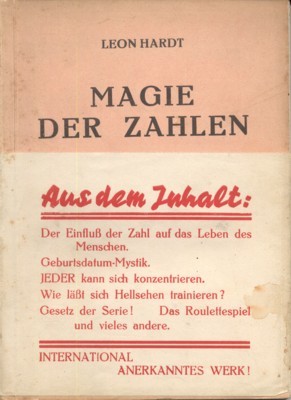 LEON HARDT
MAGIE
DER ZAHLEN
Aus dem Inhalt:
Der Einfluß der Zahl auf das Leben des
Menschen.
Geburtsdatum-Mystik.
JEDER kann sich konzentrieren.
Wie läßt sich Hellsehen trainieren?
Gesetz der Serie! Das Roulettespiel
und vieles andere.
INTERNATIONAL
ANERKANNTES WERK!